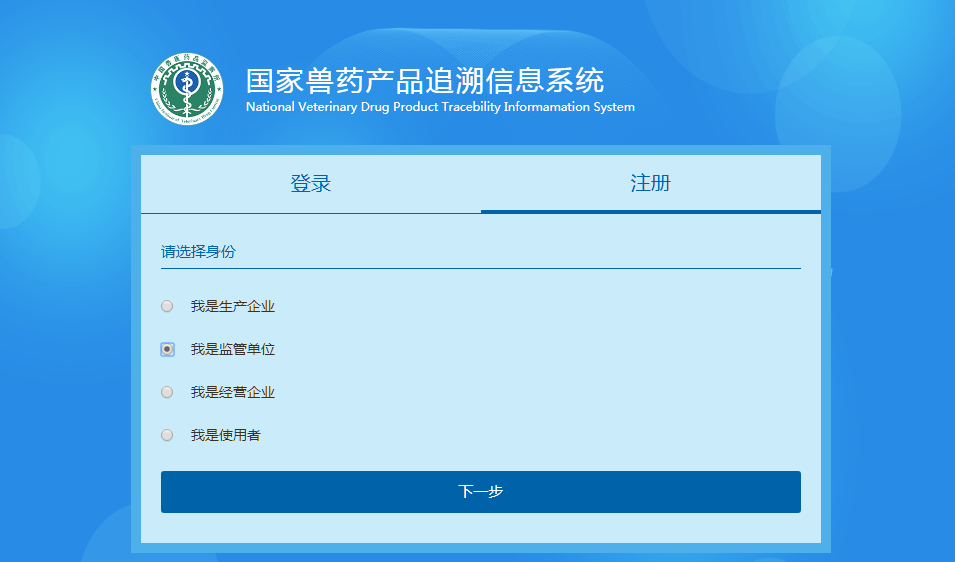 国家兽药产品追溯信息系统
National Veterinary Drug Product Tracebility Informamation System
登录
注册
请选择身份
我是生产企业
我是监管单位
我是经营企业
我是使用者
下一步